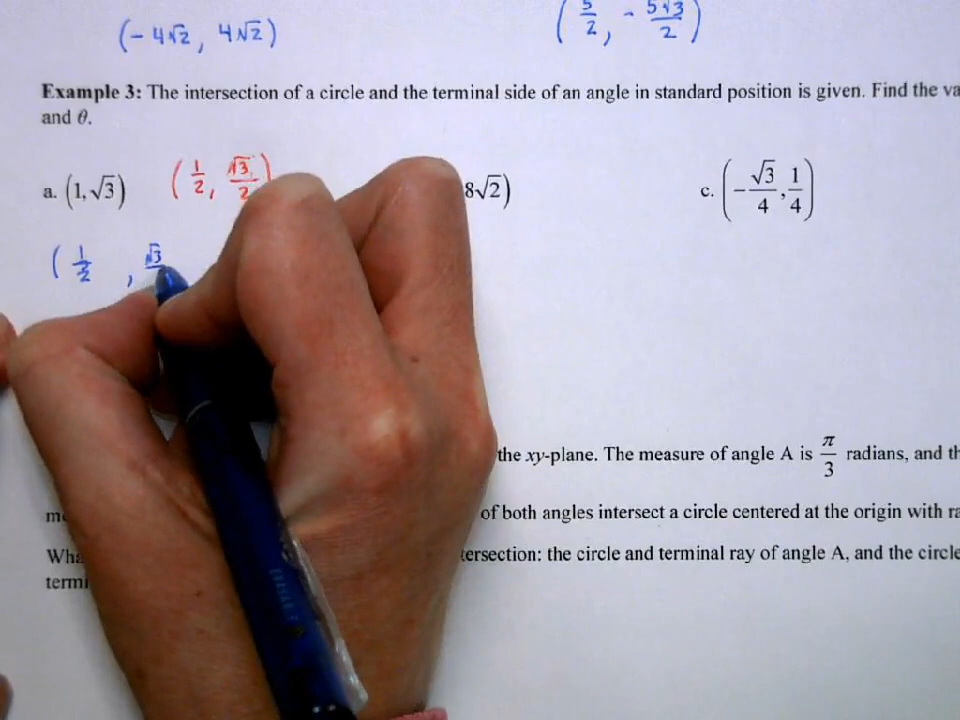 (- 4√2, 4√2) (5/2, - 5√3/2)
Example 3: The intersection of a circle and the terminal side of an angle in standard position is given. Find the
and θ.
a. (1,√3) (1/2, √3/2) 8√2) c. (-√3/4, 1/4)
(1/2 , √3
the xy-plane. The measure of angle A is π/3 radians, and
of both angles intersect a circle centered at the origin with
the circle and terminal ray of angle A, and the circle